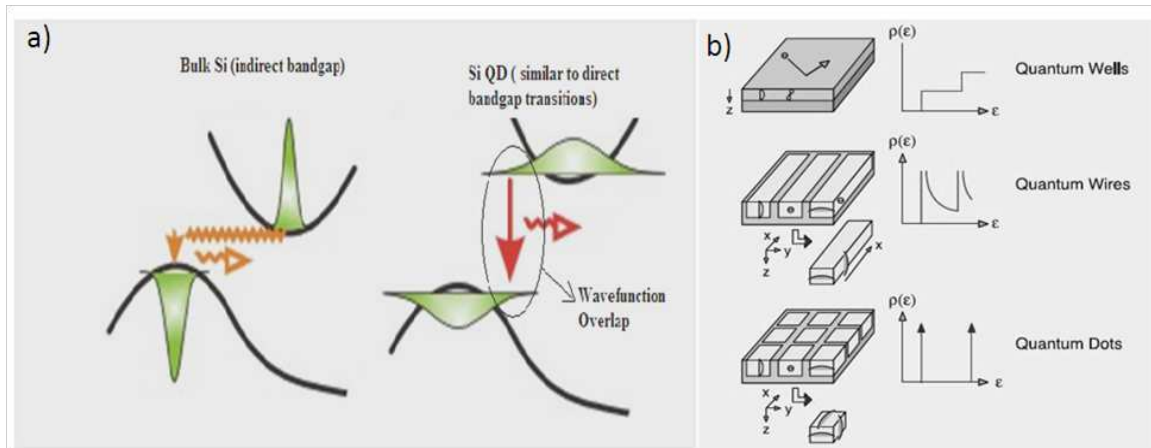 a)
Bulk Si (indirect bandgap)
Si QD ( similar to direct
bandgap transitions)
Wavefunction
Overlap
b)
ρ(ε)
Quantum Wells
z
ε
ρ(ε)
Quantum Wires
ε
x
y
z
x
ρ(ε)
Quantum Dots
ε
x
y
z